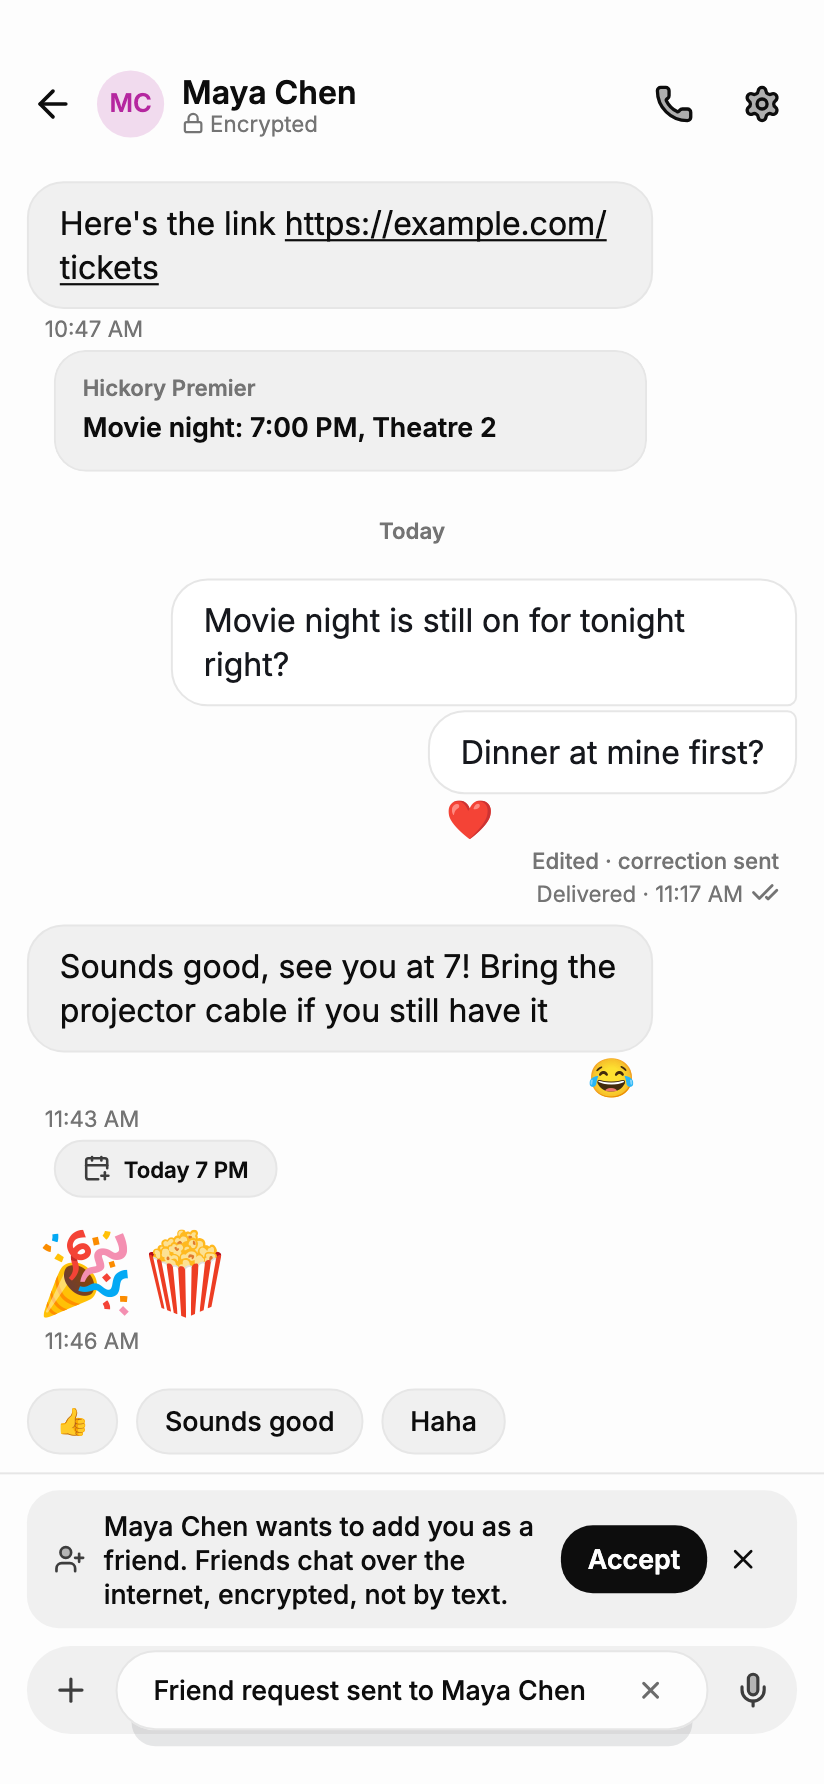 MC
Maya Chen
Encrypted
Here's the link https://example.com/
tickets
10:47 AM
Hickory Premier
Movie night: 7:00 PM, Theatre 2
Today
Movie night is still on for tonight
right?
Dinner at mine first?
❤️
Edited · correction sent
Delivered · 11:17 AM
Sounds good, see you at 7! Bring the
projector cable if you still have it
😂
11:43 AM
Today 7 PM
🎉🍿
11:46 AM
👍 Sounds good Haha
Maya Chen wants to add you as a
friend. Friends chat over the
internet, encrypted, not by text.
Accept
Friend request sent to Maya Chen